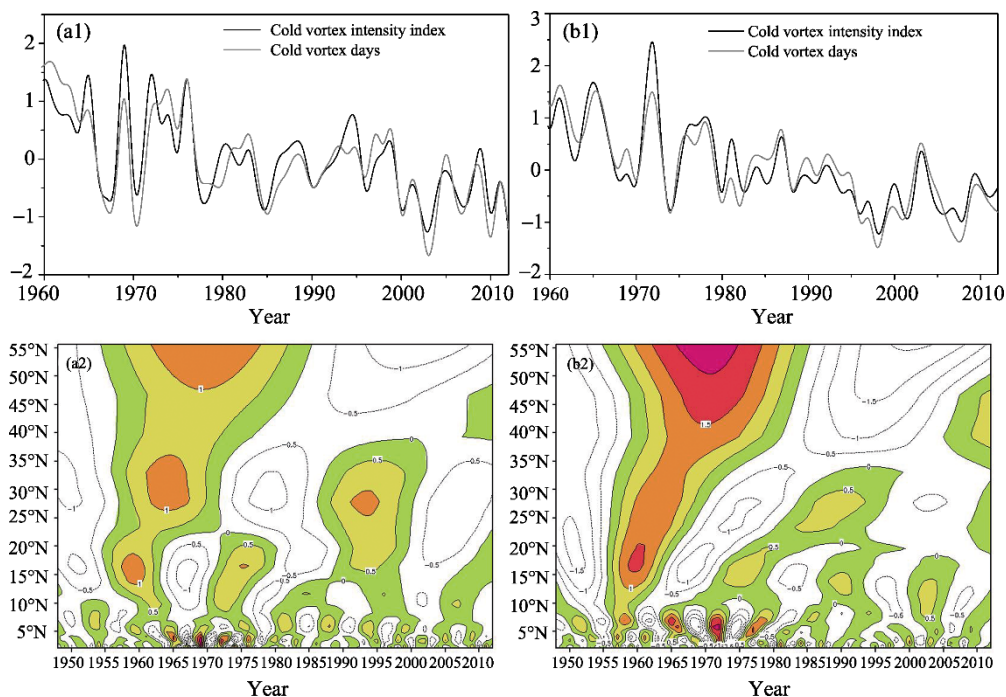 (a1)
Cold vortex intensity index
Cold vortex days
2
1
0
−1
−2
1960 1970 1980 1990 2000 2010
Year
(b1)
Cold vortex intensity index
Cold vortex days
3
2
1
0
−1
−2
1960 1970 1980 1990 2000 2010
Year
(a2)
55°N
50°N
45°N
40°N
35°N
30°N
25°N
20°N
15°N
10°N
5°N
1950 1955 1960 1965 1970 1975 1980 1985 1990 1995 2000 20052012
Year
(b2)
55°N
50°N
45°N
40°N
35°N
30°N
25°N
20°N
15°N
10°N
5°N
1950 1955 1960 1965 1970 1975 1980 1985 1990 1995 2000 2005 2012
Year